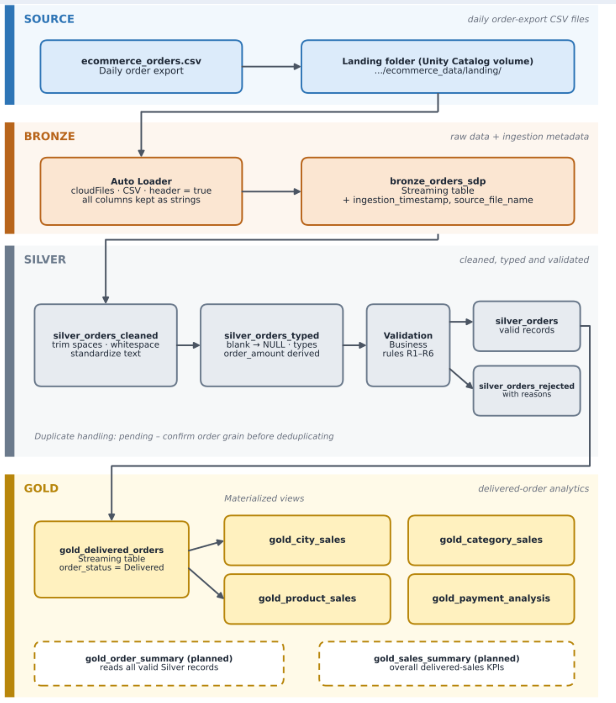 SOURCE
daily order-export CSV files
ecommerce_orders.csv
Daily order export
Landing folder (Unity Catalog volume)
.../ecommerce_data/landing/
BRONZE
raw data + ingestion metadata
Auto Loader
cloudFiles · CSV · header = true
all columns kept as strings
bronze_orders_sdp
Streaming table
+ ingestion_timestamp, source_file_name
SILVER
cleaned, typed and validated
silver_orders_cleaned
trim spaces · whitespace
standardize text
silver_orders_typed
blank → NULL · types
order_amount derived
Validation
Business
rules R1–R6
silver_orders
valid records
silver_orders_rejected
with reasons
Duplicate handling: pending – confirm order grain before deduplicating
GOLD
delivered-order analytics
Materialized views
gold_delivered_orders
Streaming table
order_status = Delivered
gold_city_sales
gold_category_sales
gold_product_sales
gold_payment_analysis
gold_order_summary (planned)
reads all valid Silver records
gold_sales_summary (planned)
overall delivered-sales KPIs